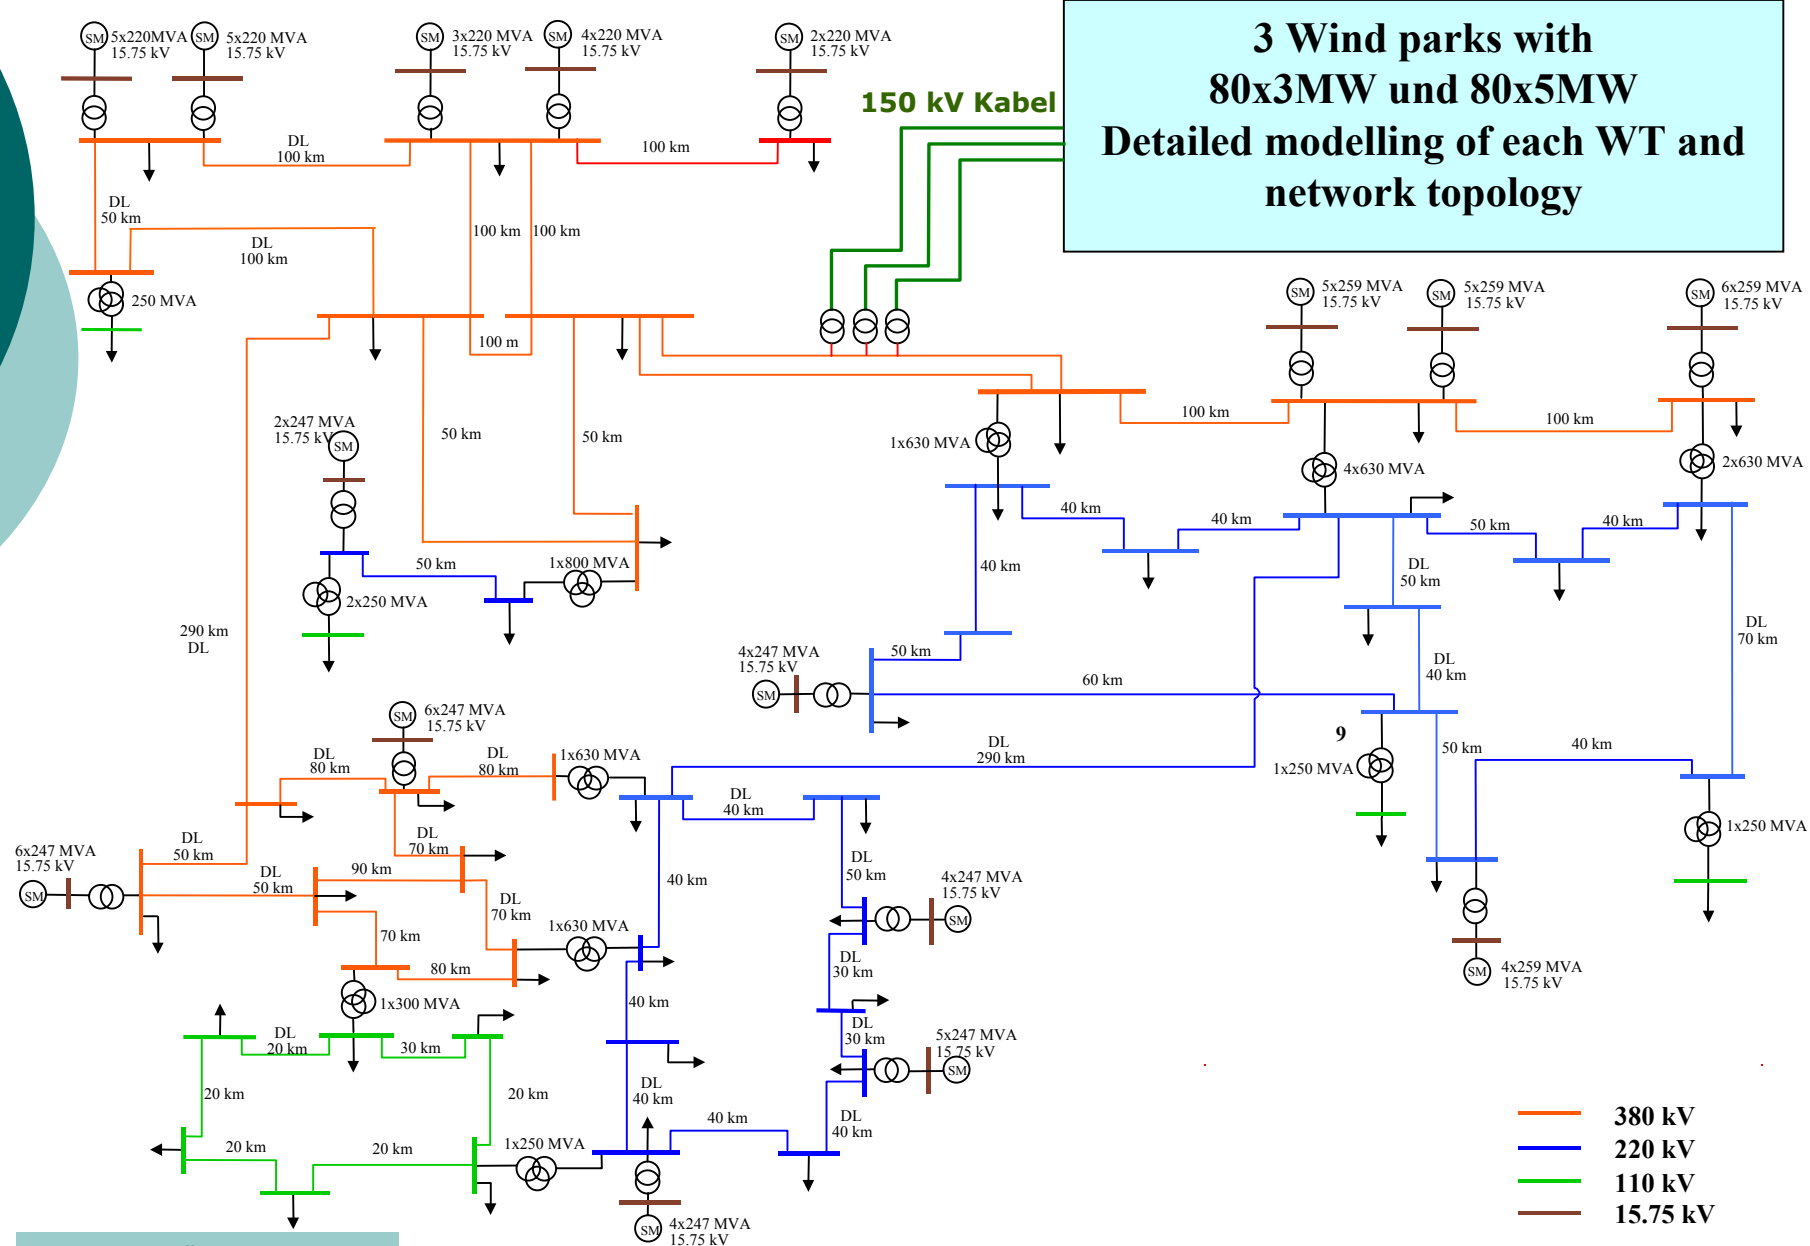 SM
5x220MVA
15.75 kV
SM
5x220 MVA
15.75 kV
SM
3x220 MVA
15.75 kV
SM
4x220 MVA
15.75 kV
SM
2x220 MVA
15.75 kV
3 Wind parks with
80x3MW und 80x5MW
Detailed modelling of each WT and
network topology
150 kV Kabel
DL
100 km
100 km
DL
50 km
DL
100 km
100 km
100 km
250 MVA
100 m
SM
5x259 MVA
15.75 kV
SM
5x259 MVA
15.75 kV
SM
6x259 MVA
15.75 kV
2x247 MVA
15.75 kV
SM
50 km
50 km
1x630 MVA
100 km
100 km
4x630 MVA
2x630 MVA
40 km
40 km
50 km
40 km
50 km
1x800 MVA
2x250 MVA
40 km
DL
50 km
290 km
DL
DL
70 km
4x247 MVA
15.75 kV
SM
50 km
60 km
DL
40 km
SM
6x247 MVA
15.75 kV
DL
80 km
DL
80 km
1x630 MVA
DL
290 km
9
1x250 MVA
50 km
40 km
DL
40 km
1x250 MVA
6x247 MVA
15.75 kV
SM
DL
50 km
DL
50 km
90 km
DL
70 km
DL
70 km
40 km
DL
50 km
4x247 MVA
15.75 kV
SM
70 km
80 km
1x630 MVA
DL
30 km
SM
4x259 MVA
15.75 kV
1x300 MVA
40 km
DL
20 km
30 km
DL
30 km
5x247 MVA
15.75 kV
SM
20 km
20 km
DL
40 km
40 km
DL
40 km
20 km
20 km
1x250 MVA
SM
4x247 MVA
15.75 kV
380 kV
220 kV
110 kV
15.75 kV